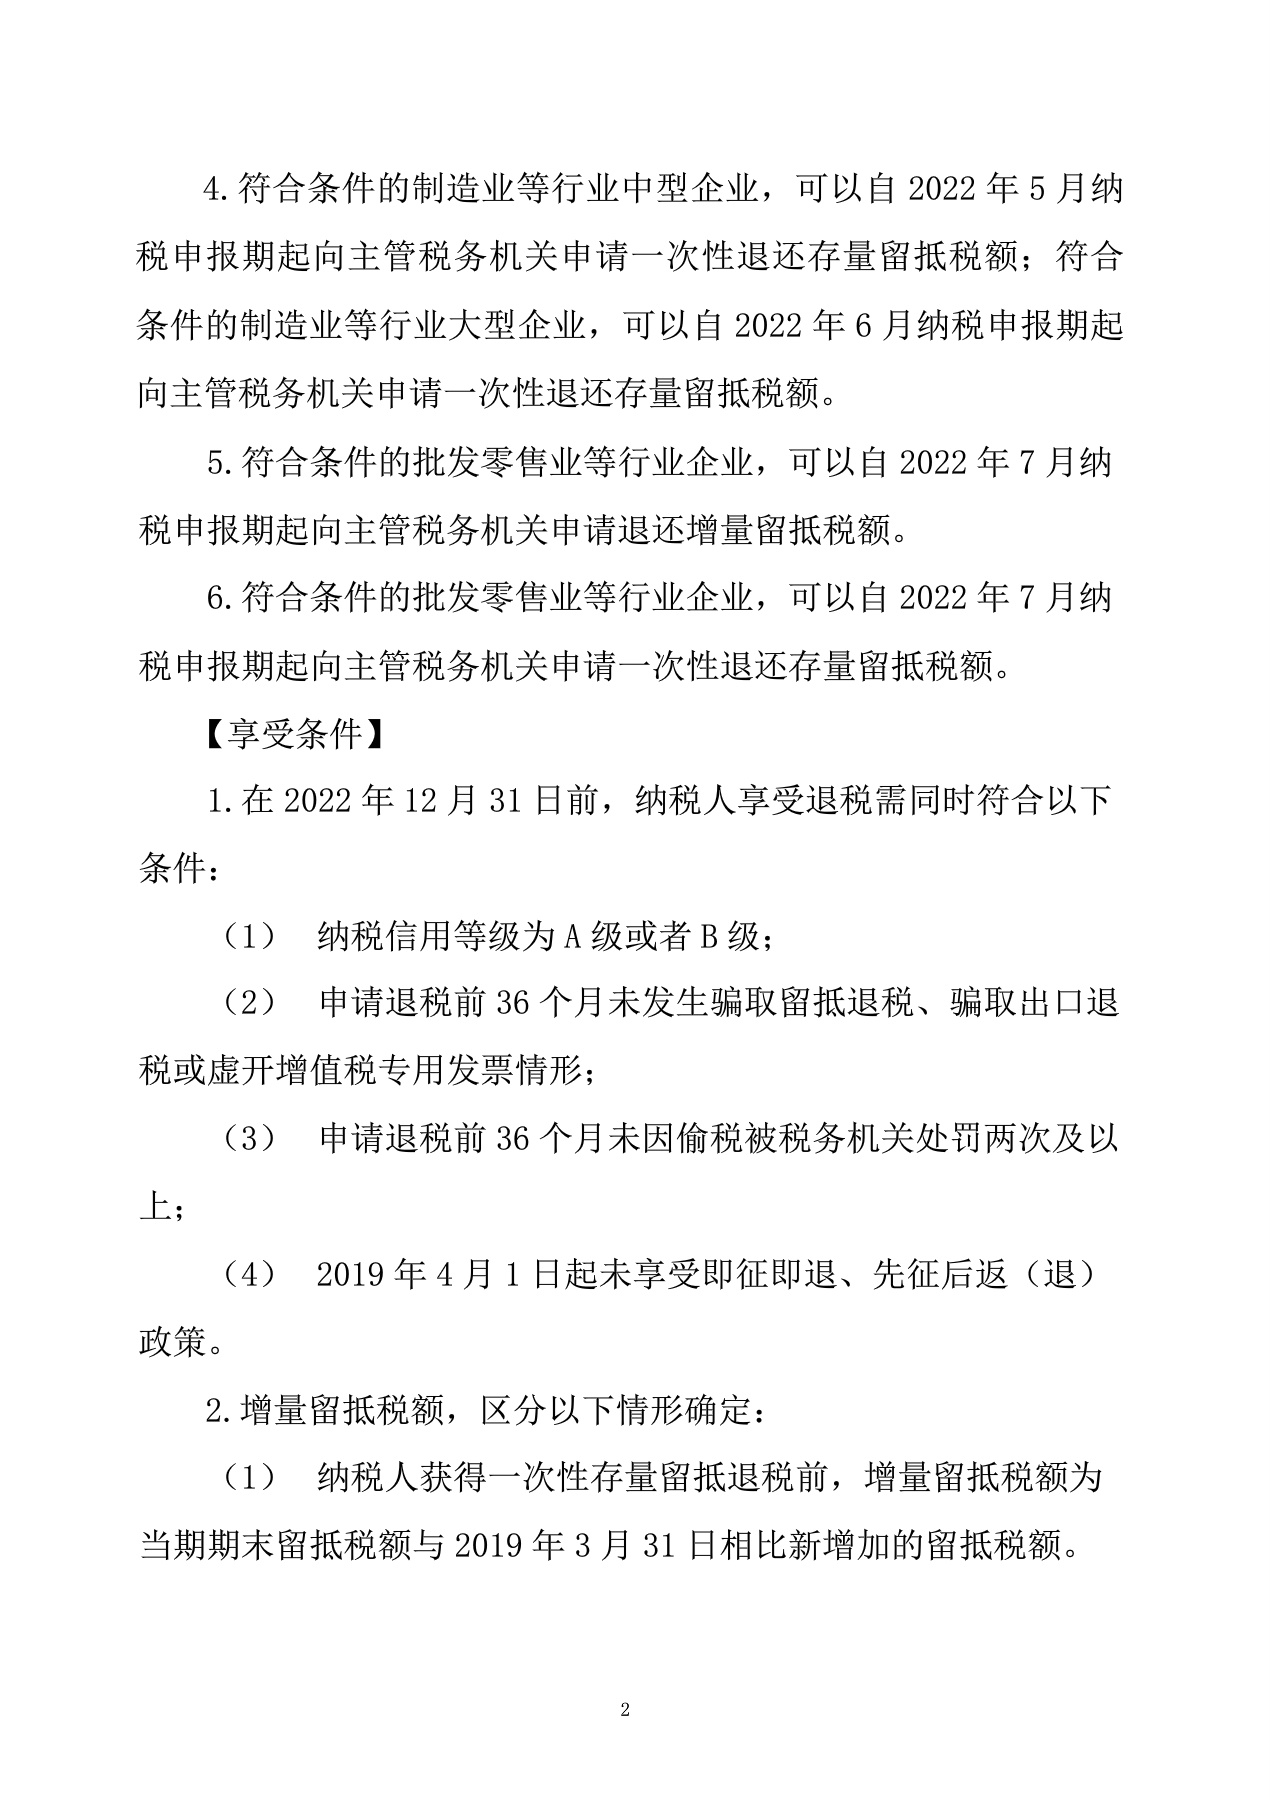 4.符合条件的制造业等行业中型企业，可以自 2022 年 5 月纳
税申报期起向主管税务机关申请一次性退还存量留抵税额；符合
条件的制造业等行业大型企业，可以自 2022 年 6 月纳税申报期起
向主管税务机关申请一次性退还存量留抵税额。
5.符合条件的批发零售业等行业企业，可以自 2022 年 7 月纳
税申报期起向主管税务机关申请退还增量留抵税额。
6.符合条件的批发零售业等行业企业，可以自 2022 年 7 月纳
税申报期起向主管税务机关申请一次性退还存量留抵税额。
【享受条件】
1.在 2022 年 12 月 31 日前，纳税人享受退税需同时符合以下
条件：
（1） 纳税信用等级为 A 级或者 B 级；
（2） 申请退税前 36 个月未发生骗取留抵退税、骗取出口退
税或虚开增值税专用发票情形；
（3） 申请退税前 36 个月未因偷税被税务机关处罚两次及以
上；
（4） 2019 年 4 月 1 日起未享受即征即退、先征后返（退）
政策。
2.增量留抵税额，区分以下情形确定：
（1） 纳税人获得一次性存量留抵退税前，增量留抵税额为
当期期末留抵税额与 2019 年 3 月 31 日相比新增加的留抵税额。
2